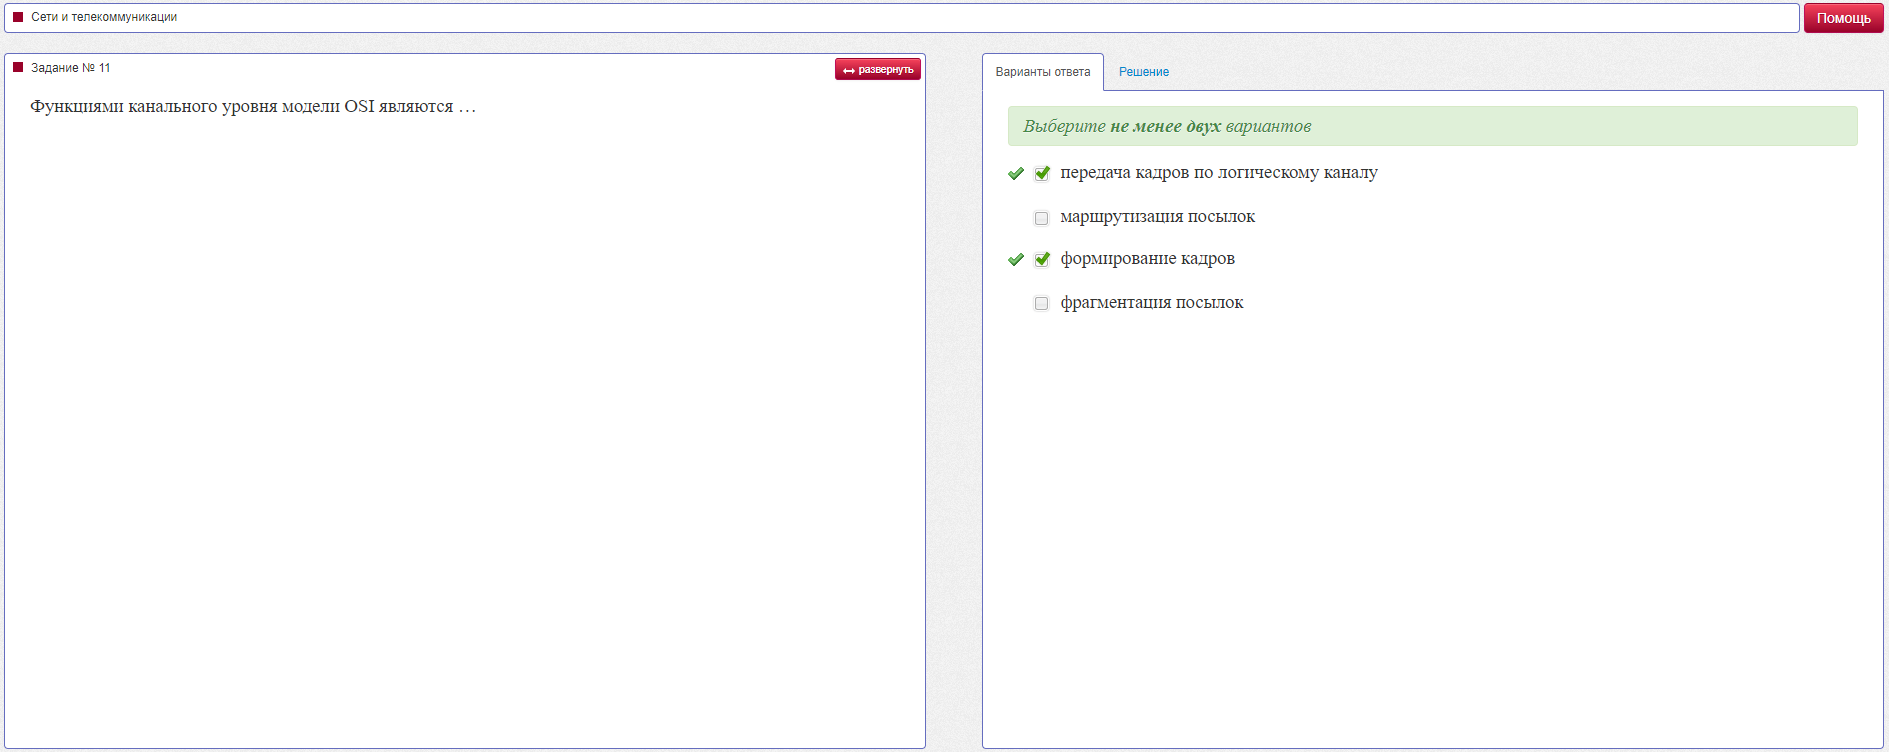 Сети и телекоммуникации
Помощь
Задание № 11
развернуть
Функциями канального уровня модели OSI являются …
Варианты ответа
Решение
Выберите не менее двух вариантов
передача кадров по логическому каналу
маршрутизация посылок
формирование кадров
фрагментация посылок